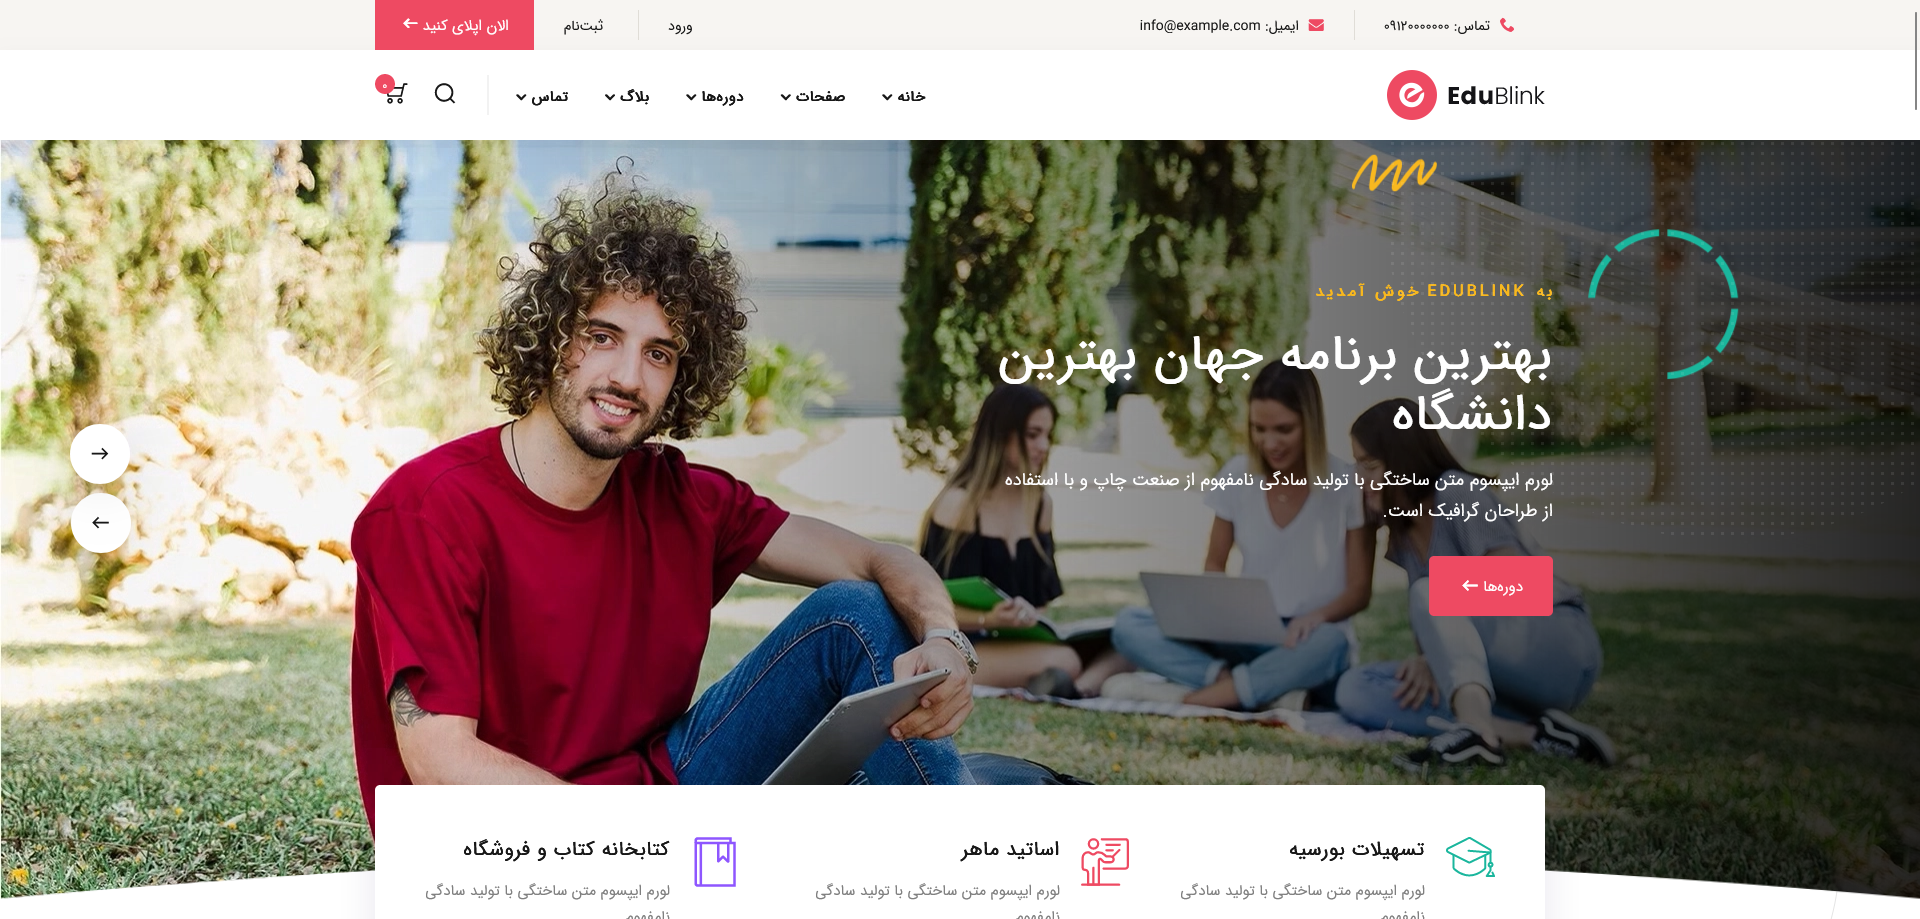 تماس: ۰۹۱۲۰۰۰۰۰۰۰
ایمیل: info@example.com
ورود
ثبت‌نام
الان اپلای کنید
EduBlink
خانه
صفحات
دوره‌ها
بلاگ
تماس
۰
به EDUBLINK خوش آمدید
بهترین برنامه جهان بهترین
دانشگاه
لورم ایپسوم متن ساختگی با تولید سادگی نامفهوم از صنعت چاپ و با استفاده
از طراحان گرافیک است.
دوره‌ها
تسهیلات بورسیه
لورم ایپسوم متن ساختگی با تولید سادگی
نامفهوم
اساتید ماهر
لورم ایپسوم متن ساختگی با تولید سادگی
نامفهوم
کتابخانه کتاب و فروشگاه
لورم ایپسوم متن ساختگی با تولید سادگی
نامفهوم